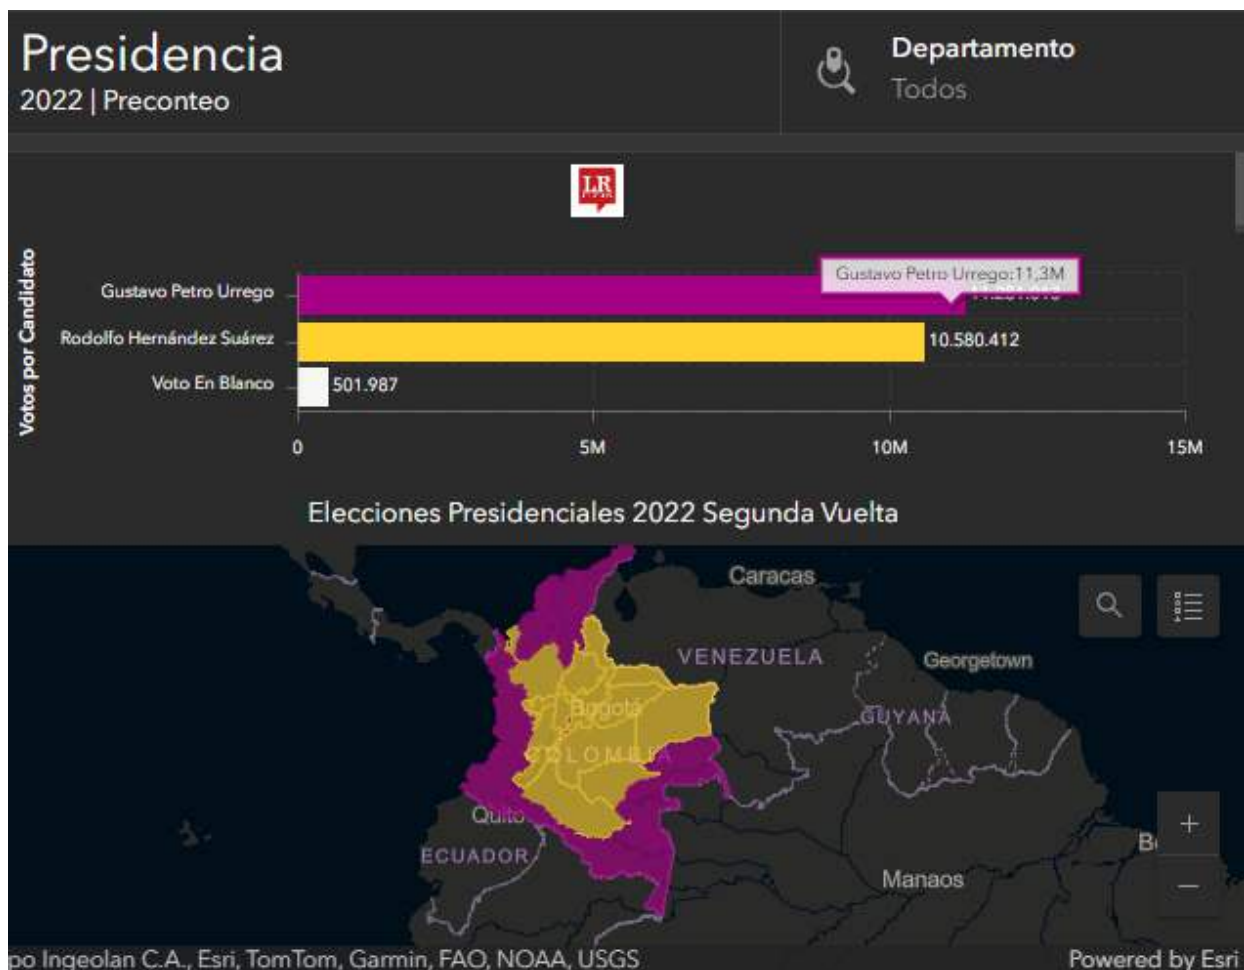 Presidencia
2022 | Preconteo
Departamento
Todos
LR
Votos por Candidato
Gustavo Petro Urrego:11,3M
Gustavo Petro Urrego
Rodolfo Hernández Suárez
10.580.412
Voto En Blanco
501.987
0
5M
10M
15M
Elecciones Presidenciales 2022 Segunda Vuelta
Caracas
VENEZUELA
Georgetown
GUYANA
Bogotá
COLOMBIA
Quito
ECUADOR
Manaos
+
−
po Ingeolan C.A., Esri, TomTom, Garmin, FAO, NOAA, USGS
Powered by Esri